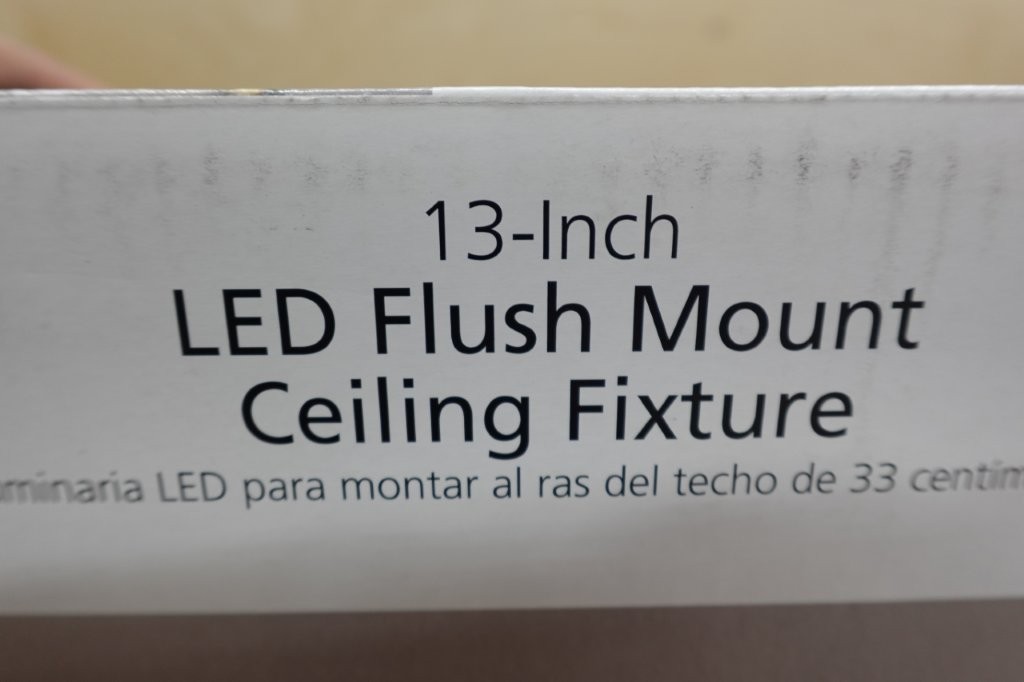 13-Inch
LED Flush Mount
Ceiling Fixture
LED para montar al ras del techo de 33